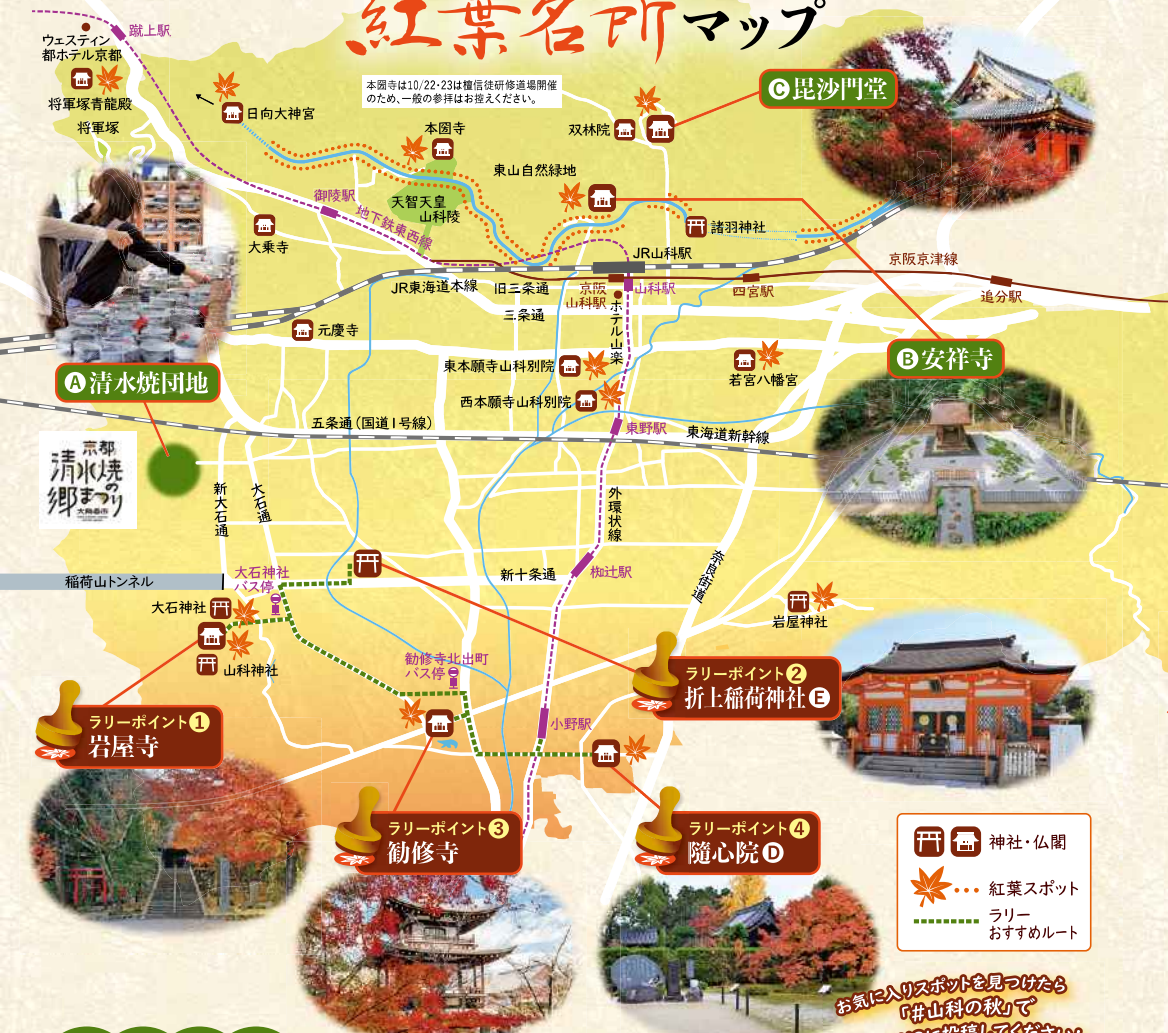 紅葉名所マップ
蹴上駅
ウェスティン
都ホテル京都
将軍塚青龍殿
将軍塚
日向大神宮
本圀寺は10/22・23は檀信徒研修道場開催
のため、一般の参拝はお控えください。
本圀寺
双林院
C毘沙門堂
東山自然緑地
天智天皇
山科陵
御陵駅
地下鉄東西線
大乗寺
諸羽神社
JR山科駅
京阪京津線
JR東海道本線
旧三条通
京阪
山科駅
山科駅
四宮駅
追分駅
三条通
ホテル山楽
元慶寺
東本願寺山科別院
西本願寺山科別院
若宮八幡宮
B安祥寺
A清水焼団地
五条通(国道1号線)
東野駅
東海道新幹線
京都
清水焼
の郷
まつり
大陶器市
新大石通
大石通
外環状線
奈良街道
稲荷山トンネル
大石神社
バス停
新十条通
椥辻駅
大石神社
山科神社
岩屋神社
勧修寺北出町
バス停
小野駅
ラリーポイント1
岩屋寺
ラリーポイント2
折上稲荷神社E
ラリーポイント3
勧修寺
ラリーポイント4
隨心院D
神社・仏閣
紅葉スポット
ラリー
おすすめルート
お気に入りスポットを見つけたら
「#山科の秋」で